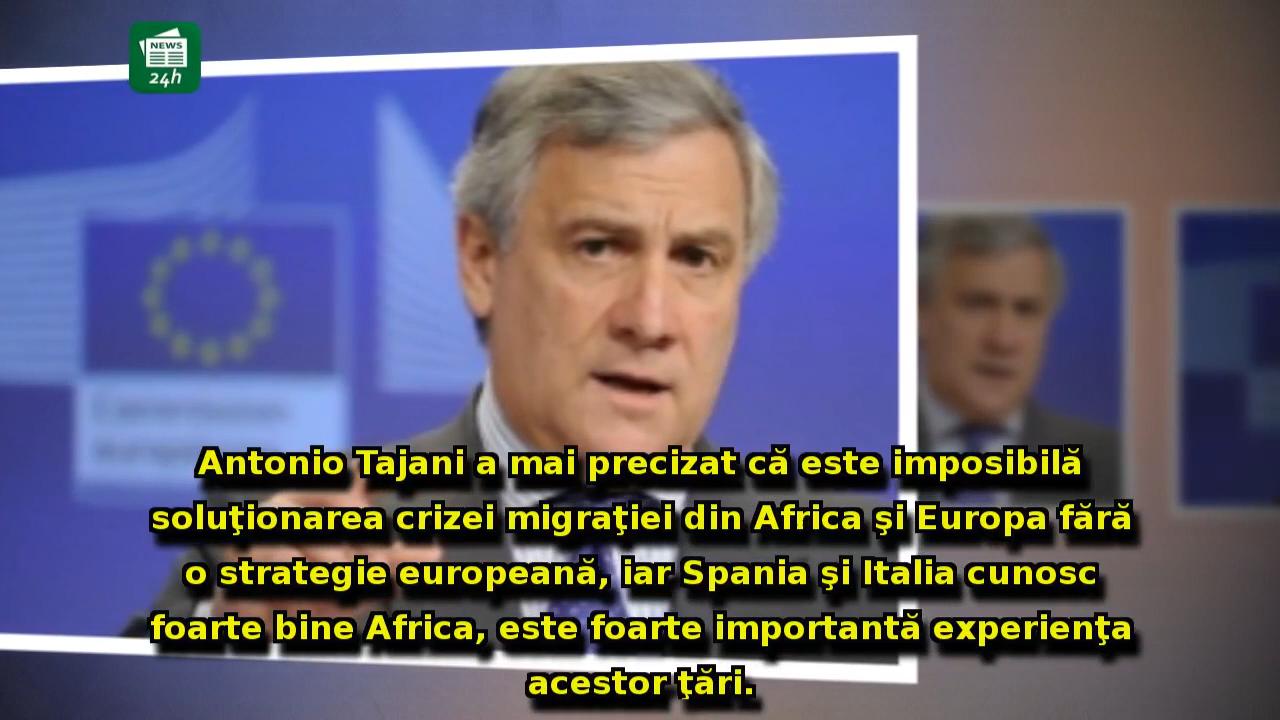 NEWS
24h
Antonio Tajani a mai precizat că este imposibilă
soluţionarea crizei migraţiei din Africa şi Europa fără
o strategie europeană, iar Spania şi Italia cunosc
foarte bine Africa, este foarte importantă experienţa
acestor ţări.